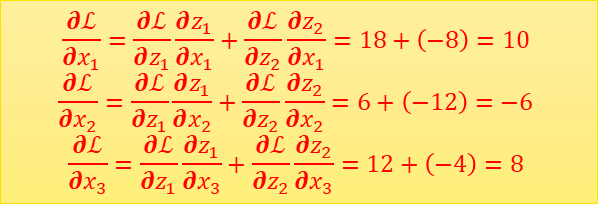 ∂ℒ/∂x₁ = ∂ℒ/∂z₁ ∂z₁/∂x₁ + ∂ℒ/∂z₂ ∂z₂/∂x₁ = 18 + (−8) = 10
∂ℒ/∂x₂ = ∂ℒ/∂z₁ ∂z₁/∂x₂ + ∂ℒ/∂z₂ ∂z₂/∂x₂ = 6 + (−12) = −6
∂ℒ/∂x₃ = ∂ℒ/∂z₁ ∂z₁/∂x₃ + ∂ℒ/∂z₂ ∂z₂/∂x₃ = 12 + (−4) = 8